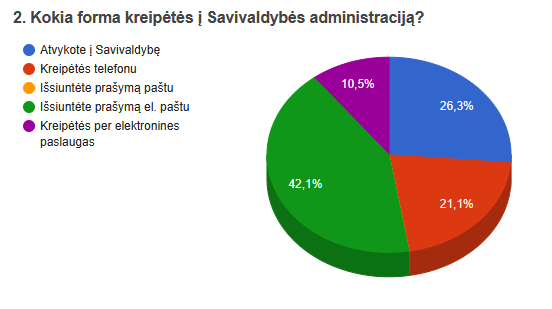 2. Kokia forma kreipėtės į Savivaldybės administraciją?
Atvykote į Savivaldybę
Kreipėtės telefonu
Išsiuntėte prašymą paštu
Išsiuntėte prašymą el. paštu
Kreipėtės per elektronines
paslaugas
10,5%
26,3%
42,1%
21,1%